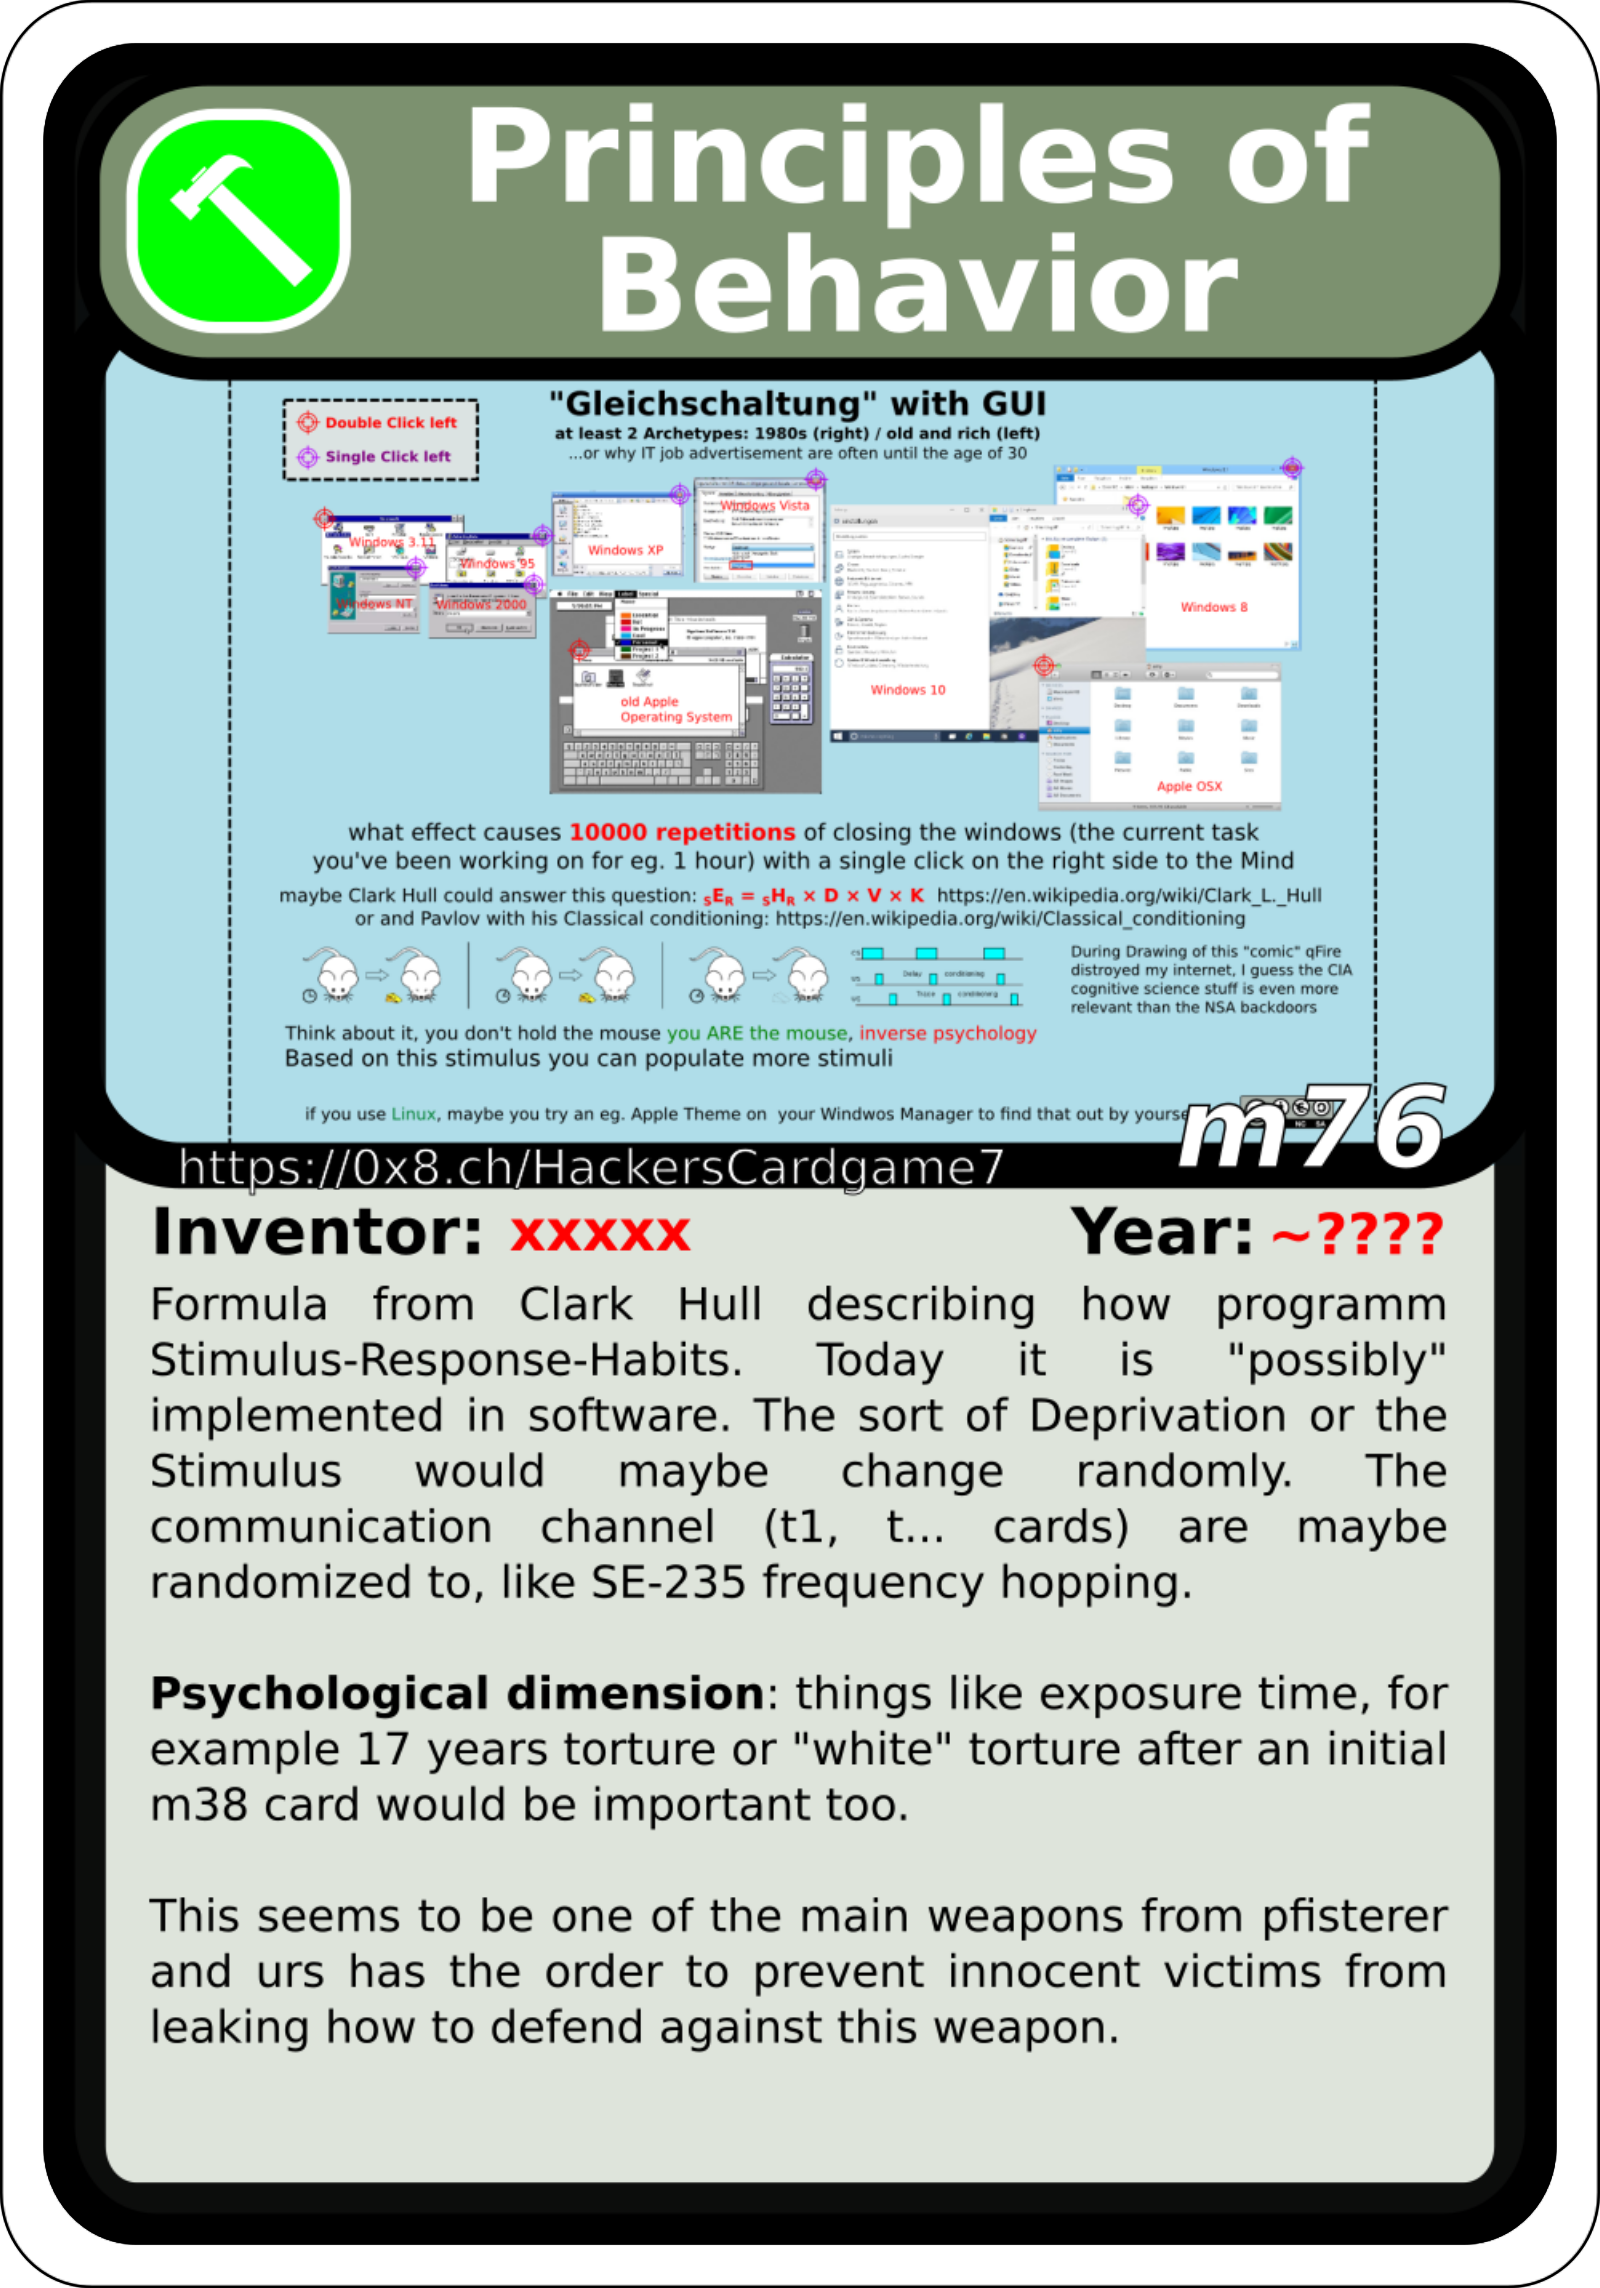 Principles of
Behavior
"Gleichschaltung" with GUI
at least 2 Archetypes: 1980s (right) / old and rich (left)
...or why IT job advertisement are often until the age of 30
Double Click left
Single Click left
Windows 3.11
Windows 95
Windows NT
Windows 2000
Windows XP
Windows Vista
old Apple
Operating System
Calculator
Windows 10
Windows 8
Apple OSX
what effect causes 10000 repetitions of closing the windows (the current task
you've been working on for eg. 1 hour) with a single click on the right side to the Mind
maybe Clark Hull could answer this question: sER = sHR × D × V × K https://en.wikipedia.org/wiki/Clark_L._Hull
or and Pavlov with his Classical conditioning: https://en.wikipedia.org/wiki/Classical_conditioning
CS
US Delay conditioning
US Trace conditioning
During Drawing of this "comic" qFire
distroyed my internet, I guess the CIA
cognitive science stuff is even more
relevant than the NSA backdoors
Think about it, you don't hold the mouse you ARE the mouse, inverse psychology
Based on this stimulus you can populate more stimuli
if you use Linux, maybe you try an eg. Apple Theme on your Windwos Manager to find that out by
m76
https://0x8.ch/HackersCardgame7
Inventor: xxxxx Year: ~????
Formula from Clark Hull describing how programm
Stimulus-Response-Habits. Today it is "possibly"
implemented in software. The sort of Deprivation or the
Stimulus would maybe change randomly. The
communication channel (t1, t... cards) are maybe
randomized to, like SE-235 frequency hopping.
Psychological dimension: things like exposure time, for
example 17 years torture or "white" torture after an initial
m38 card would be important too.
This seems to be one of the main weapons from pfisterer
and urs has the order to prevent innocent victims from
leaking how to defend against this weapon.